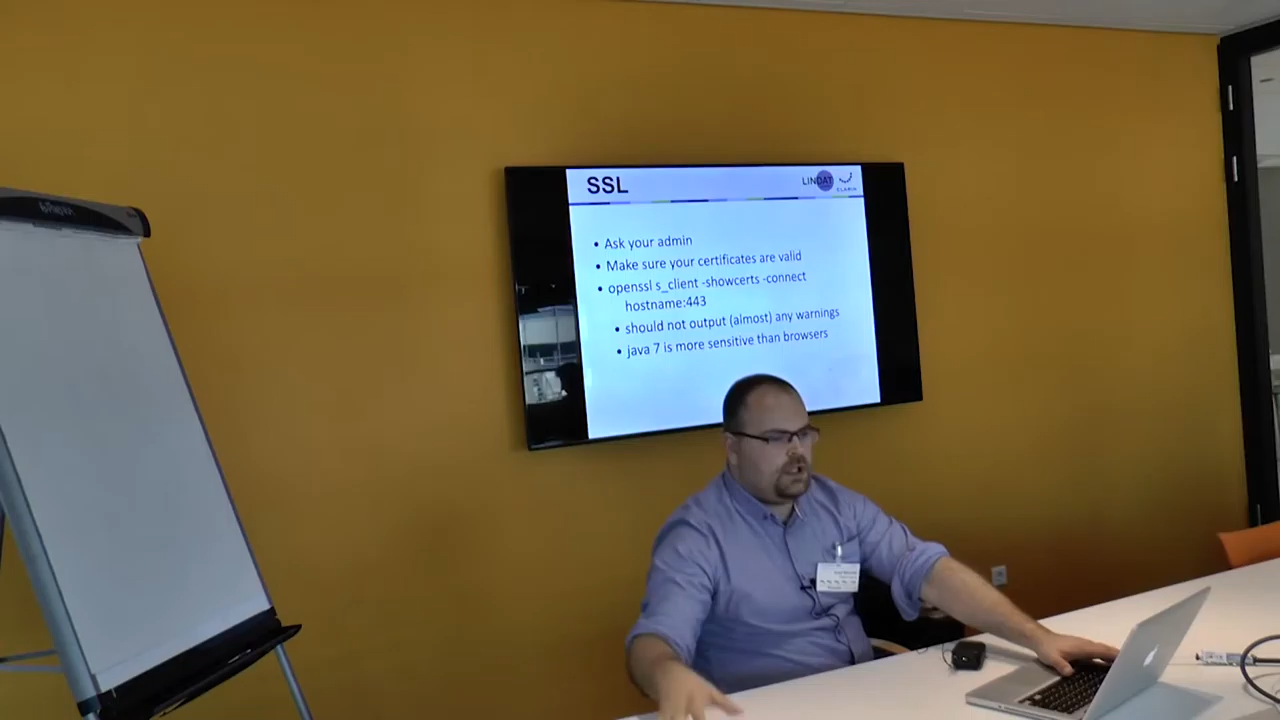 SSL
LINDAT
CLARIN
• Ask your admin
• Make sure your certificates are valid
• openssl s_client -showcerts -connect
hostname:443
• should not output (almost) any warnings
• java 7 is more sensitive than browsers